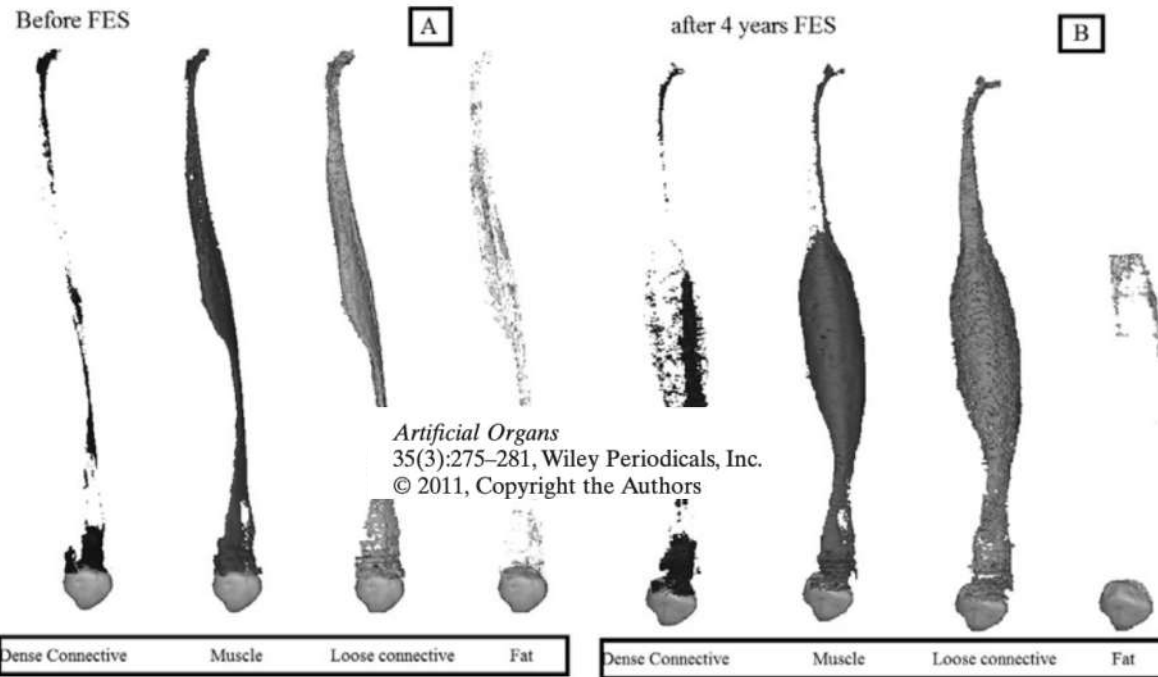 Before FES
A
after 4 years FES
B
Artificial Organs
35(3):275–281, Wiley Periodicals, Inc.
© 2011, Copyright the Authors
Dense Connective Muscle Loose connective Fat
Dense Connective Muscle Loose connective Fat